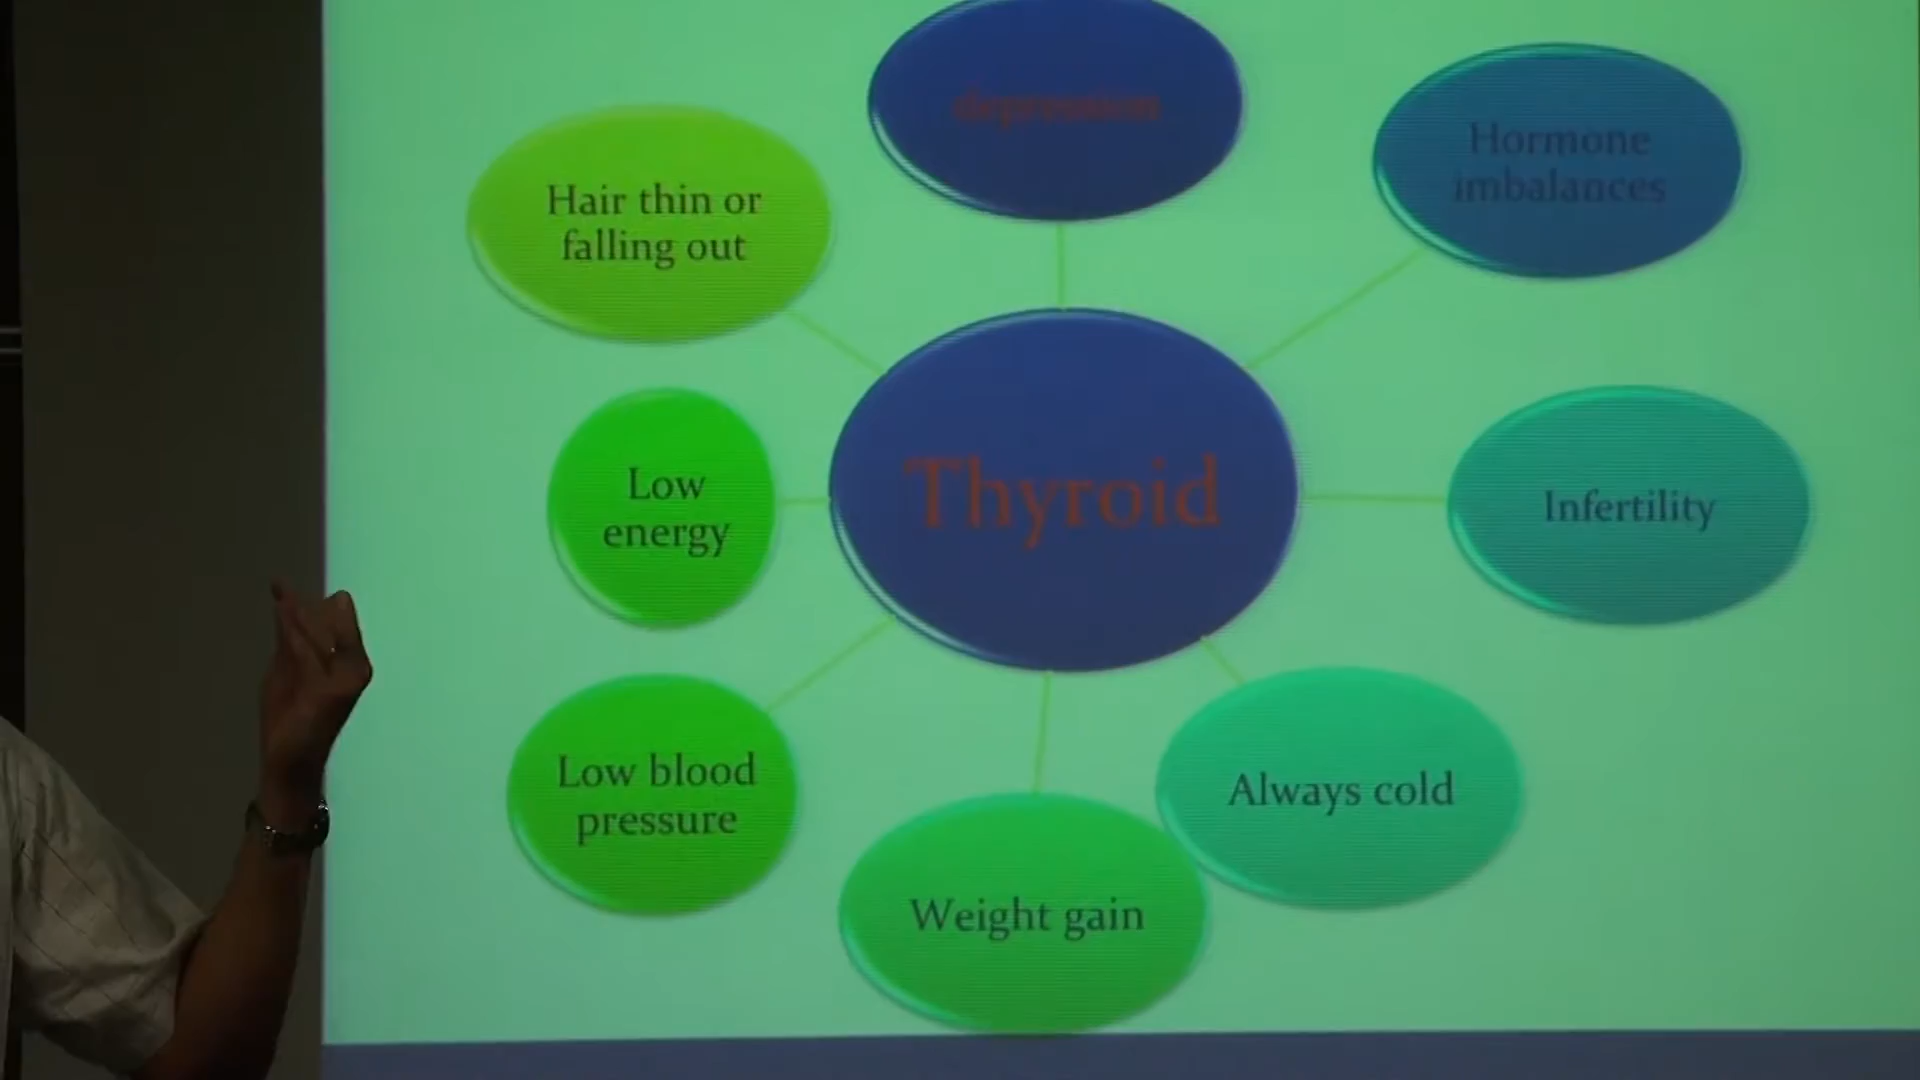 depression
Hormone
imbalances
Hair thin or
falling out
Thyroid
Low
energy
Infertility
Low blood
pressure
Always cold
Weight gain